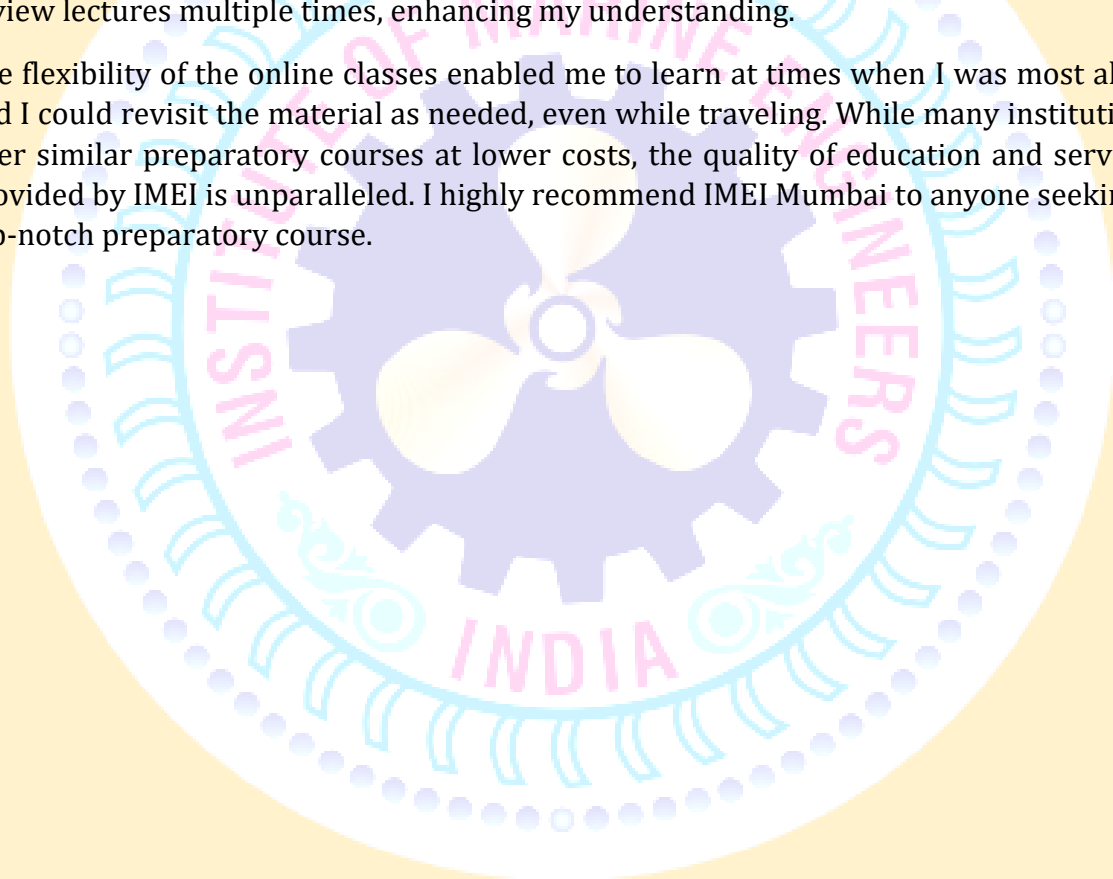 view lectures multiple times, enhancing my understanding.
e flexibility of the online classes enabled me to learn at times when I was most al
d I could revisit the material as needed, even while traveling. While many instituti
er similar preparatory courses at lower costs, the quality of education and serv
ovided by IMEI is unparalleled. I highly recommend IMEI Mumbai to anyone seekin
p-notch preparatory course.
INSTITUTE OF MARINE ENGINEERS
INDIA